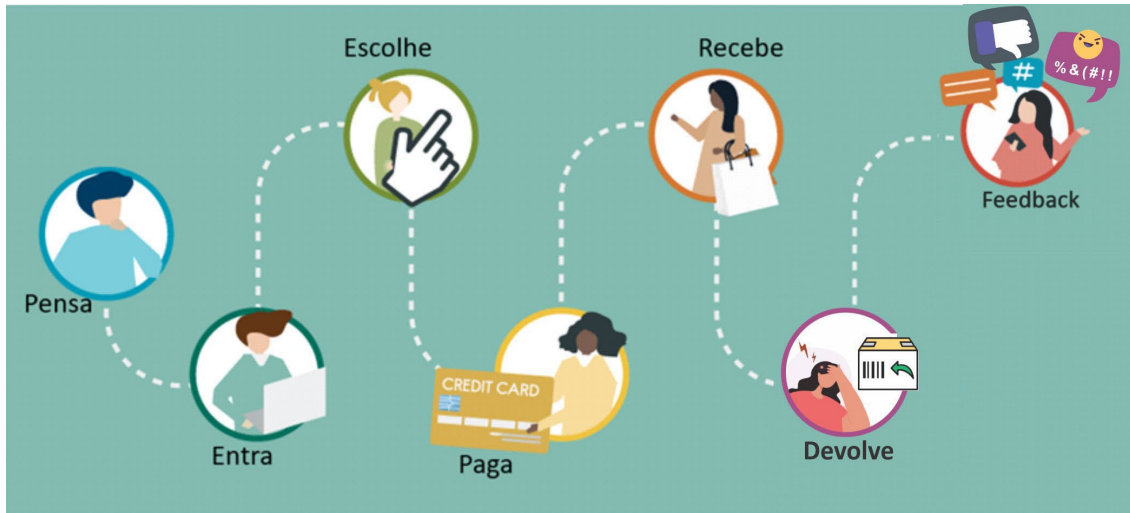 Pensa
Entra
Escolhe
CREDIT CARD
Paga
Recebe
Devolve
#
%&(#!!
Feedback